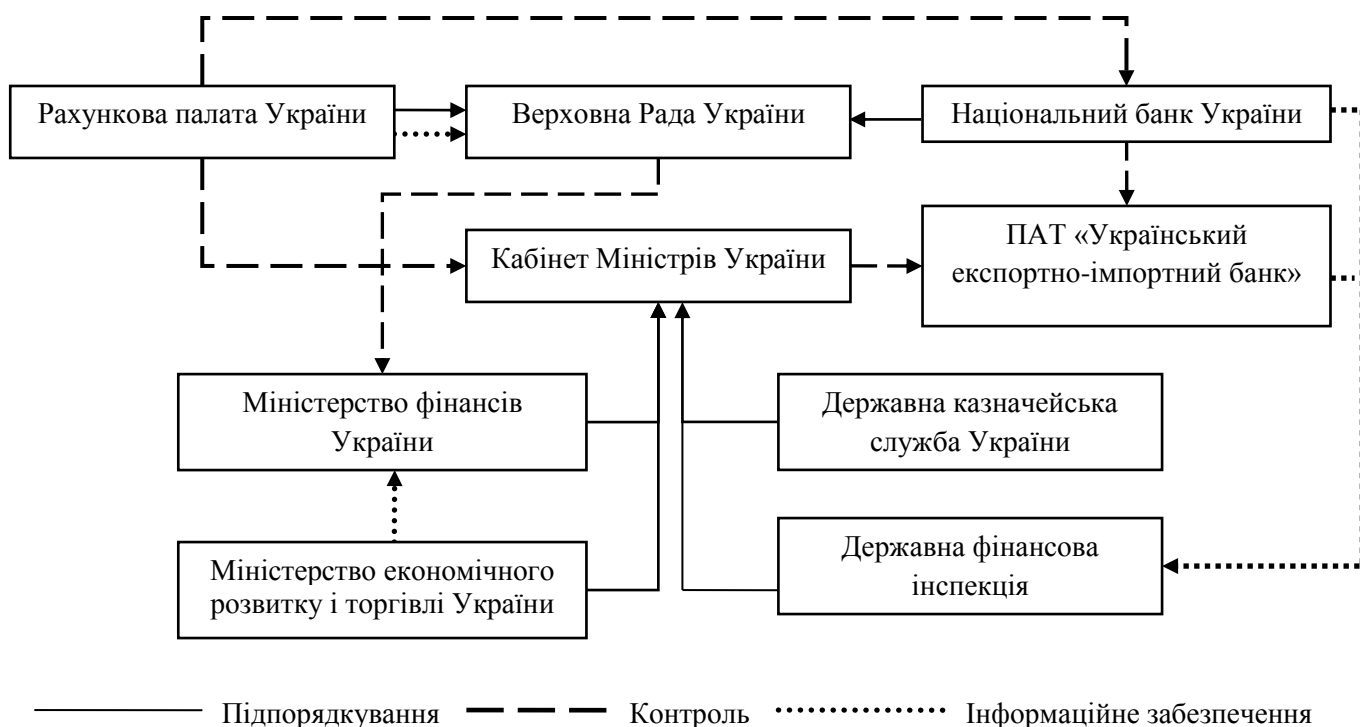 Рахункова палата України
Верховна Рада України
Національний банк України
Кабінет Міністрів України
ПАТ «Український
експортно-імпортний банк»
Міністерство фінансів
України
Державна казначейська
служба України
Міністерство економічного
розвитку і торгівлі України
Державна фінансова
інспекція
Підпорядкування
Контроль
Інформаційне забезпечення